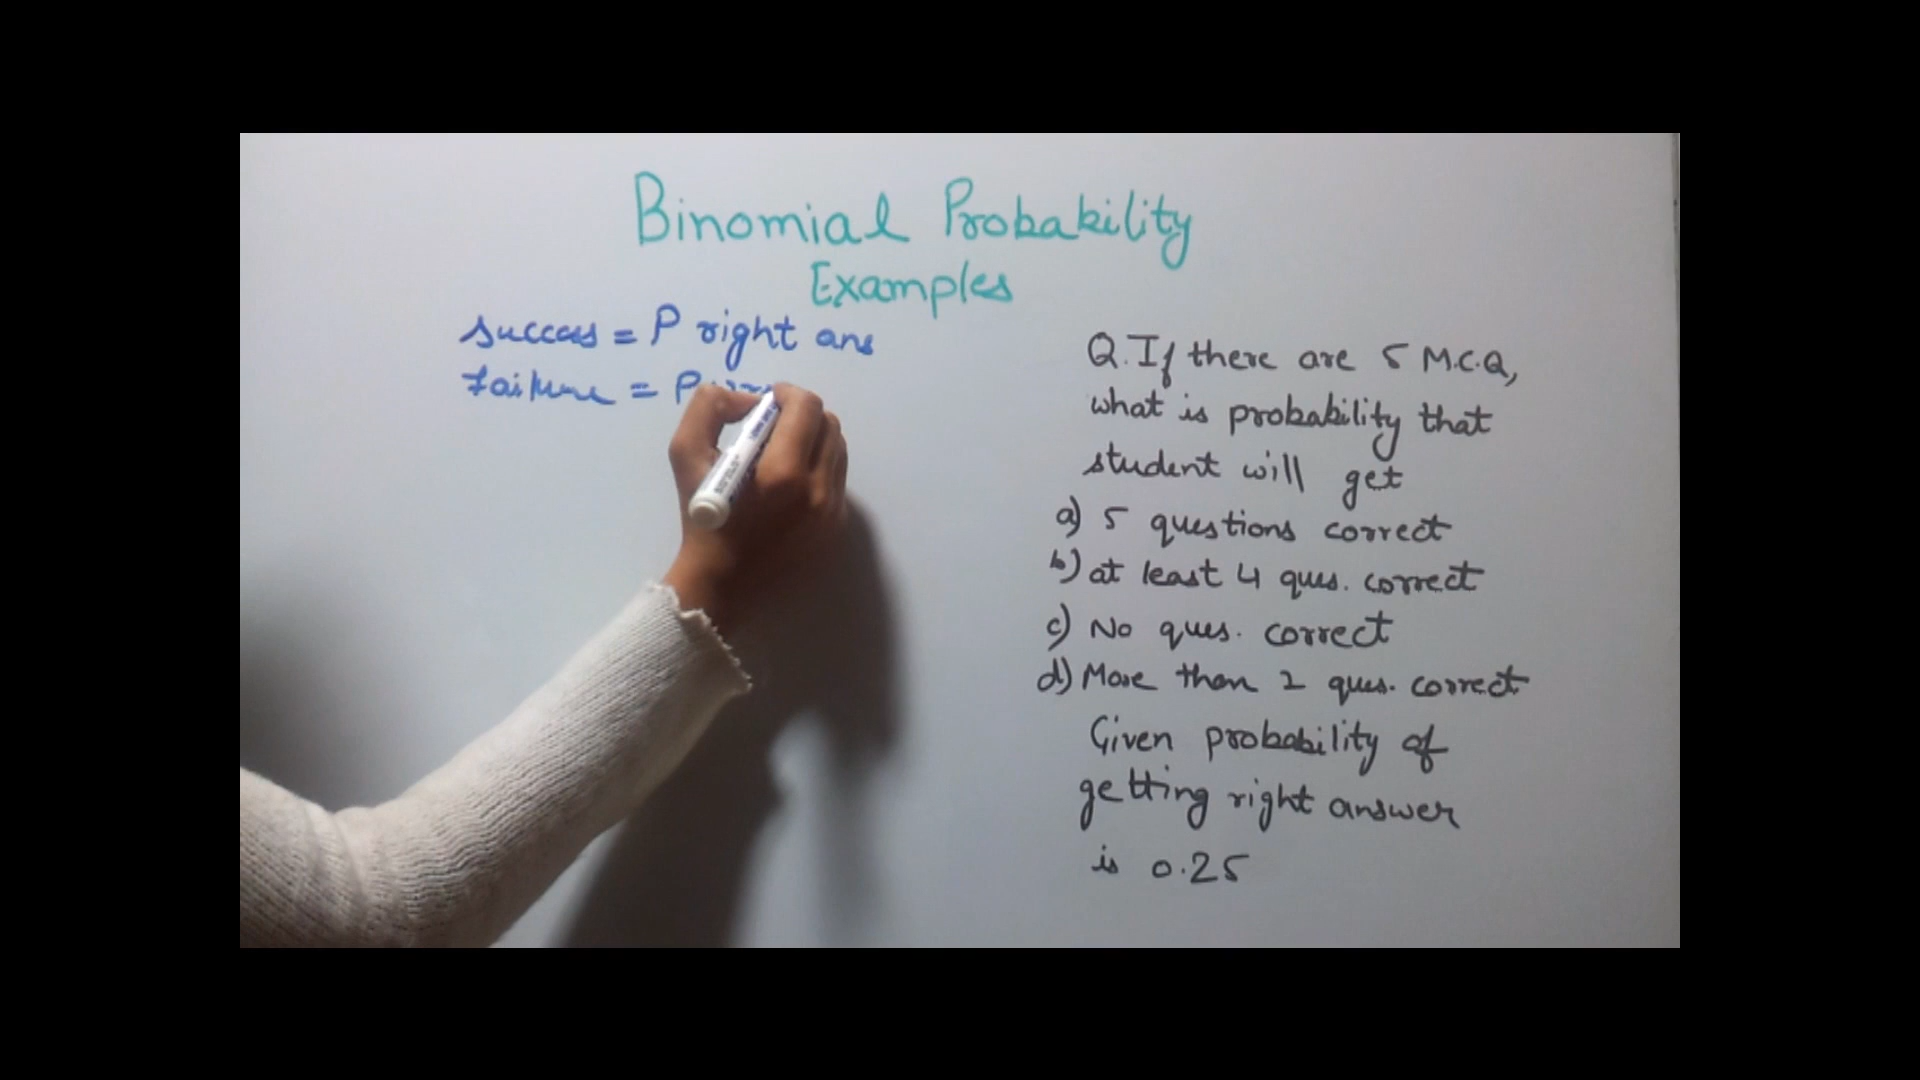 Binomial Probability
Examples
success = P right ans
failure = P
Q. If there are 5 M.C.Q,
what is probability that
student will get
a) 5 questions correct
b) at least 4 ques. correct
c) No ques. correct
d) More than 2 ques. correct
Given probability of
getting right answer
is 0.25